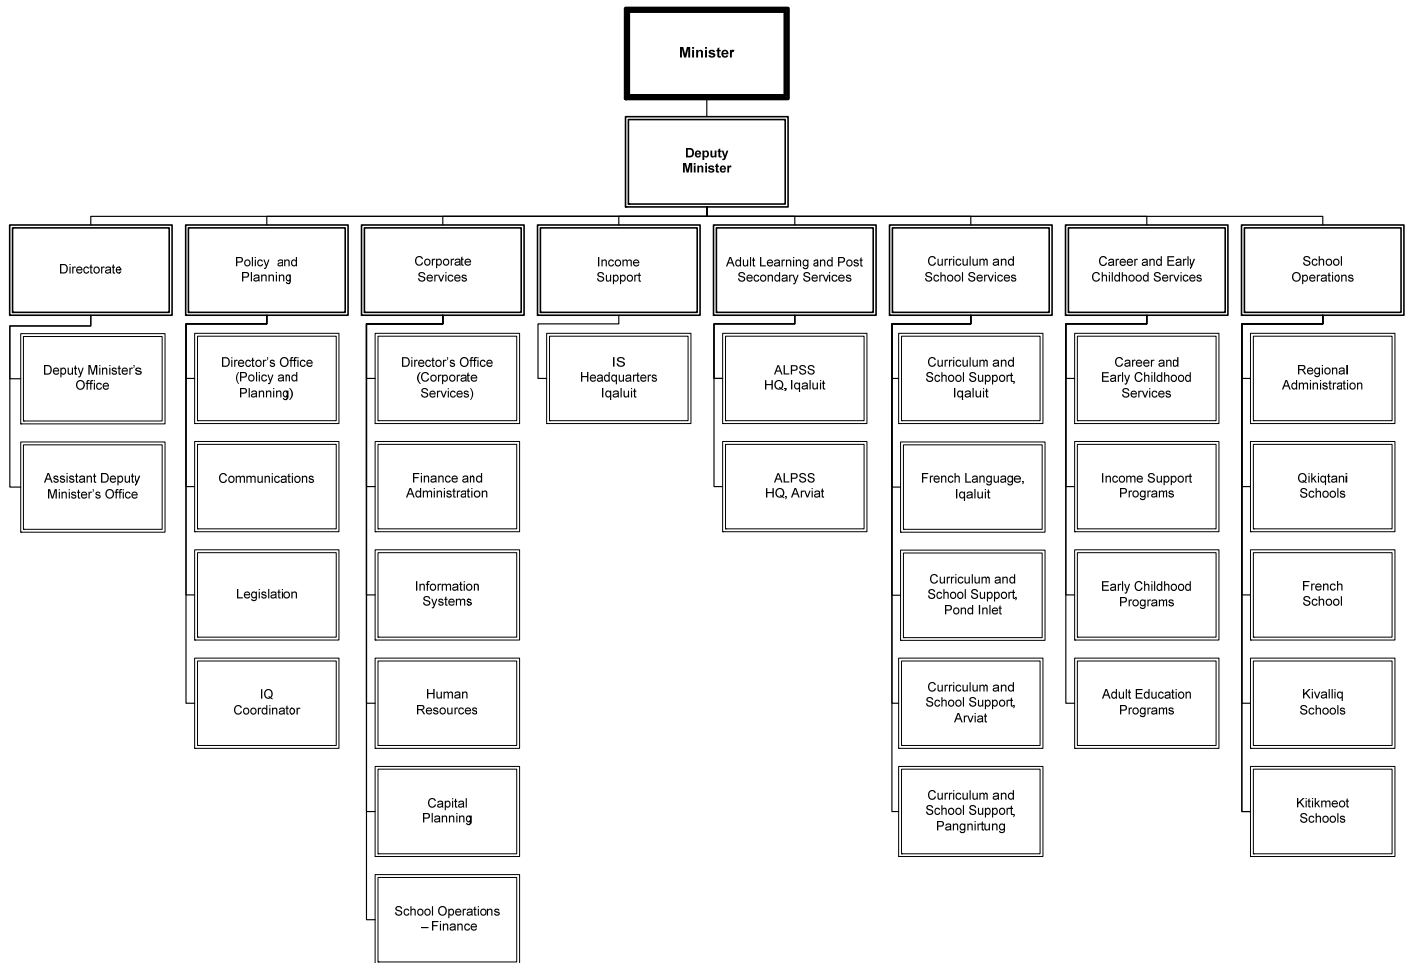 Minister
Deputy
Minister
Directorate
Policy and
Planning
Corporate
Services
Income
Support
Adult Learning and Post
Secondary Services
Curriculum and
School Services
Career and Early
Childhood Services
School
Operations
Deputy Minister's
Office
Assistant Deputy
Minister's Office
Director's Office
(Policy and
Planning)
Communications
Legislation
IQ
Coordinator
Director's Office
(Corporate
Services)
Finance and
Administration
Information
Systems
Human
Resources
Capital
Planning
School Operations
– Finance
IS
Headquarters
Iqaluit
ALPSS
HQ, Iqaluit
ALPSS
HQ, Arviat
Curriculum and
School Support,
Iqaluit
French Language,
Iqaluit
Curriculum and
School Support,
Pond Inlet
Curriculum and
School Support,
Arviat
Curriculum and
School Support,
Pangnirtung
Career and
Early Childhood
Services
Income Support
Programs
Early Childhood
Programs
Adult Education
Programs
Regional
Administration
Qikiqtani
Schools
French
School
Kivalliq
Schools
Kitikmeot
Schools